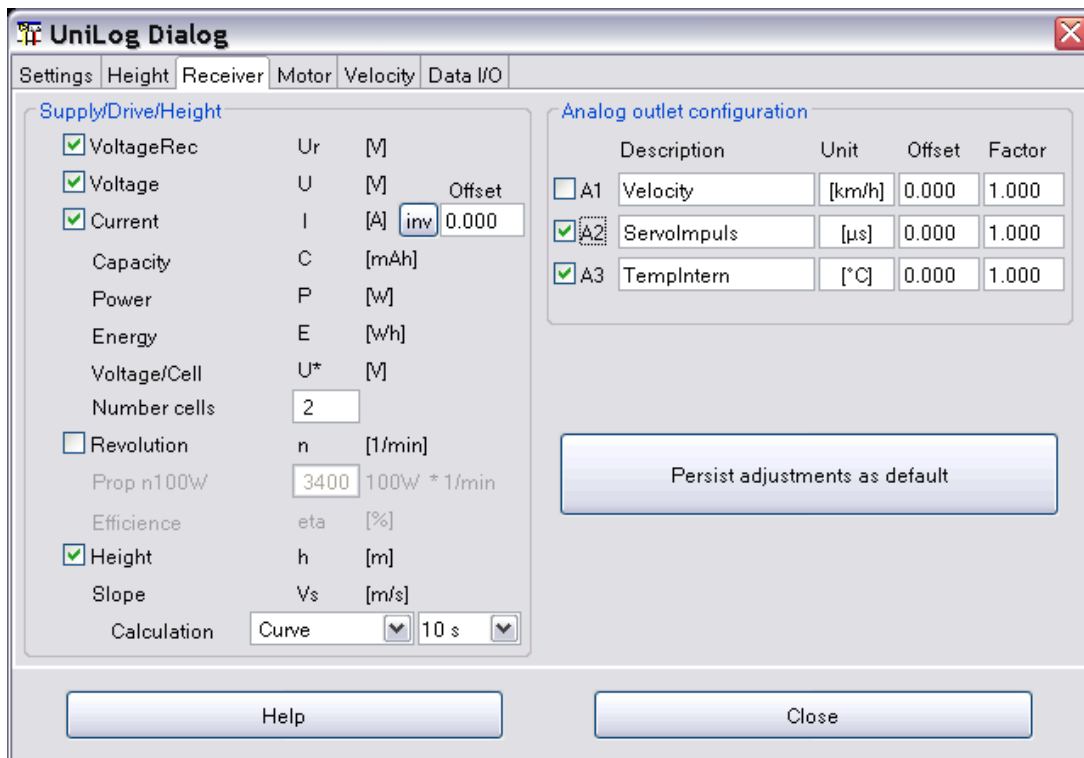 UniLog Dialog
Settings Height Receiver Motor Velocity Data I/O
Supply/Drive/Height
VoltageRec Ur [V]
Voltage U [V] Offset
Current I [A] inv 0.000
Capacity C [mAh]
Power P [W]
Energy E [Wh]
Voltage/Cell U* [V]
Number cells 2
Revolution n [1/min]
Prop n100W 3400 100W * 1/min
Efficience eta [%]
Height h [m]
Slope Vs [m/s]
Calculation Curve 10 s
Analog outlet configuration
Description Unit Offset Factor
A1 Velocity [km/h] 0.000 1.000
A2 ServoImpuls [µs] 0.000 1.000
A3 TempIntern [°C] 0.000 1.000
Persist adjustments as default
Help Close